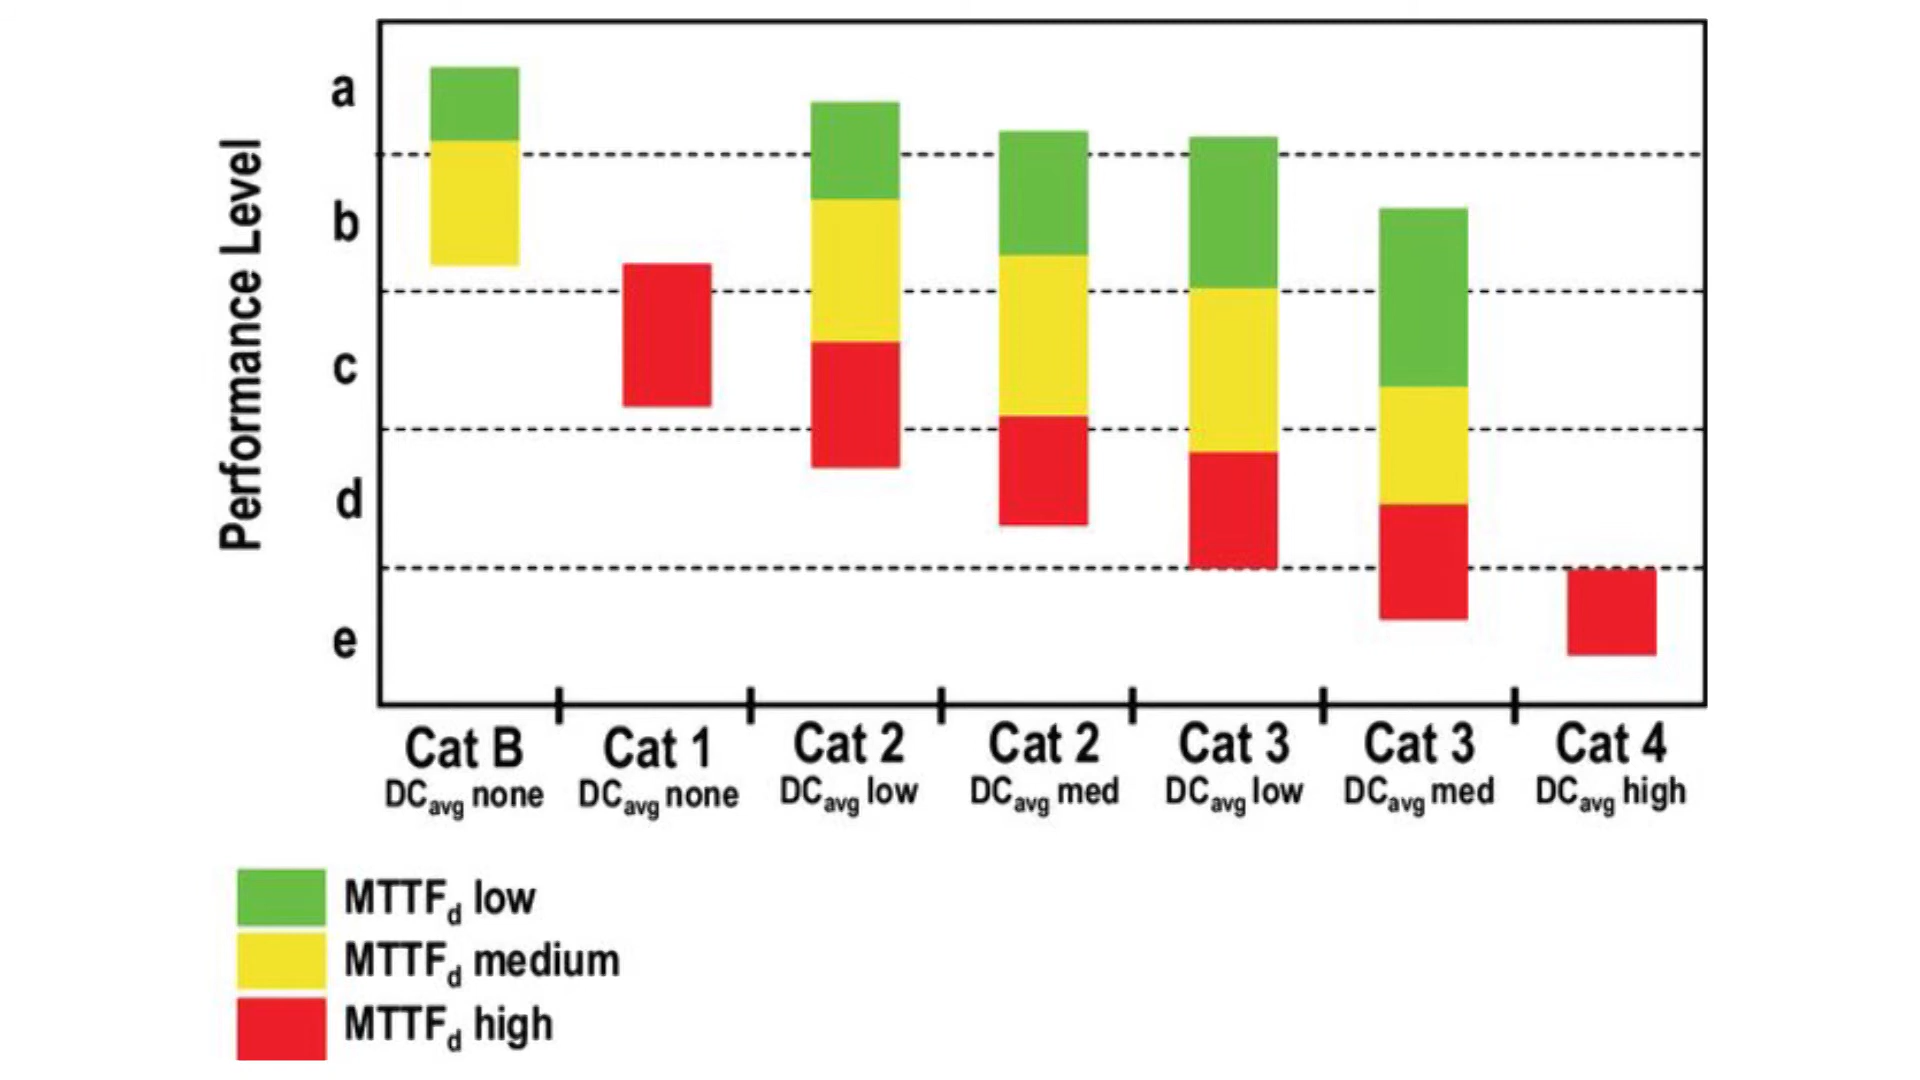 Performance Level
a
b
c
d
e
Cat B
DCavg none
Cat 1
DCavg none
Cat 2
DCavg low
Cat 2
DCavg med
Cat 3
DCavg low
Cat 3
DCavg med
Cat 4
DCavg high
MTTFd low
MTTFd medium
MTTFd high